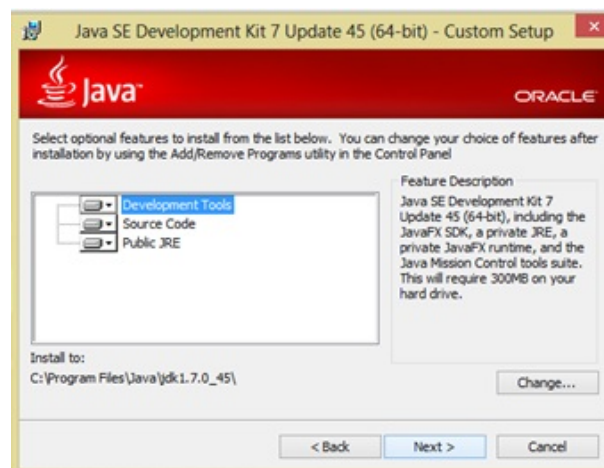 Java SE Development Kit 7 Update 45 (64-bit) - Custom Setup
Java™
ORACLE
Select optional features to install from the list below. You can change your choice of features after
installation by using the Add/Remove Programs utility in the Control Panel
Development Tools
Source Code
Public JRE
Feature Description
Java SE Development Kit 7
Update 45 (64-bit), including the
JavaFX SDK, a private JRE, a
private JavaFX runtime, and the
Java Mission Control tools suite.
This will require 300MB on your
hard drive.
Install to:
C:\Program Files\Java\jdk1.7.0_45\
Change...
< Back
Next >
Cancel